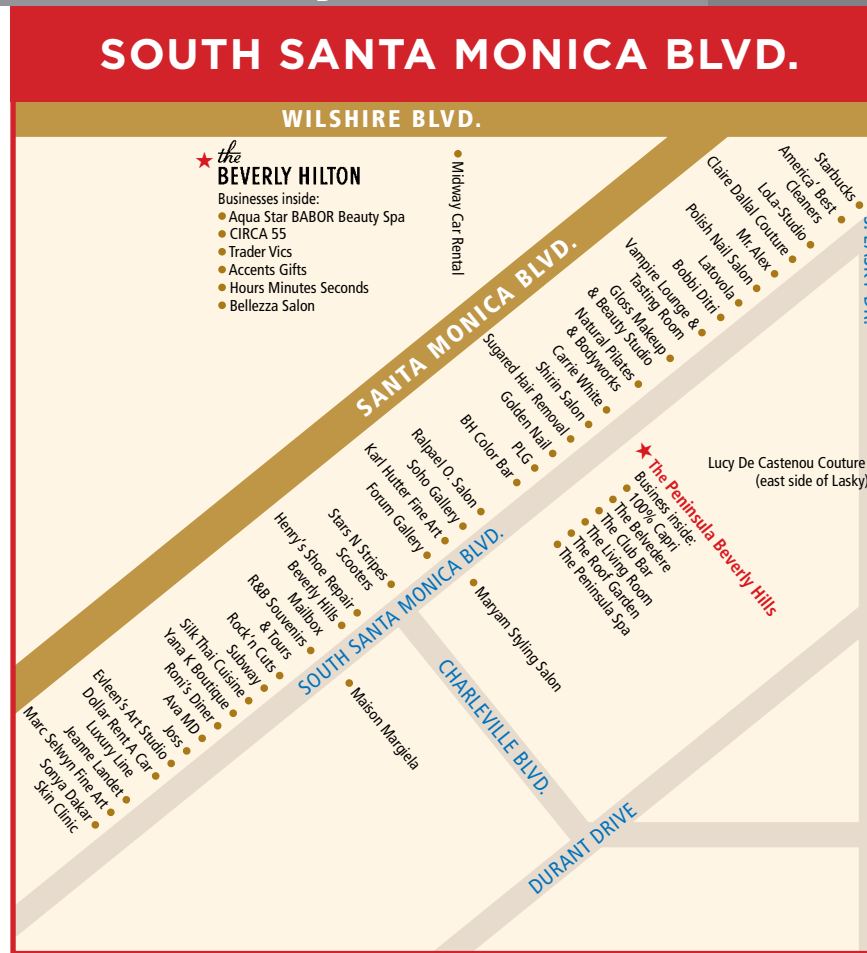 SOUTH SANTA MONICA BLVD.
WILSHIRE BLVD.
the
BEVERLY HILTON
Businesses inside:
Aqua Star BABOR Beauty Spa
CIRCA 55
Trader Vics
Accents Gifts
Hours Minutes Seconds
Bellezza Salon
Midway Car Rental
SANTA MONICA BLVD.
Starbucks
America' Best
Cleaners
LoLa-Studio
Claire Dallal Couture
Mr. Alex
Polish Nail Salon
Latovola
Bobbi Ditri
Vampire Lounge &
Tasting Room
Gloss Makeup
& Beauty Studio
Natural Pilates
& Bodyworks
Carrie White
Shirin Salon
Sugared Hair Removal
Golden Nail
PLG
BH Color Bar
Ralpael O. Salon
Soho Gallery
Karl Hutter Fine Art
Forum Gallery
Stars N Stripes
Scooters
Henry's Shoe Repair
Beverly Hills
Mailbox
R&B Souvenirs
& Tours
Rock'n Cuts
Subway
Silk Thai Cuisine
Yana K Boutique
Roni's Diner
Ava MD
Joss
Evleen's Art Studio
Dollar Rent A Car
Luxury Line
Jeanne Landet
Marc Selwyn Fine Art
Sonya Dakar
Skin Clinic
SOUTH SANTA MONICA BLVD.
The Peninsula Beverly Hills
Business inside:
100% Capri
The Belvedere
The Club Bar
The Living Room
The Roof Garden
The Peninsula Spa
Lucy De Castenou Couture
(east side of Lasky)
Maryam Styling Salon
Maison Margiela
CHARLEVILLE BLVD.
DURANT DRIVE